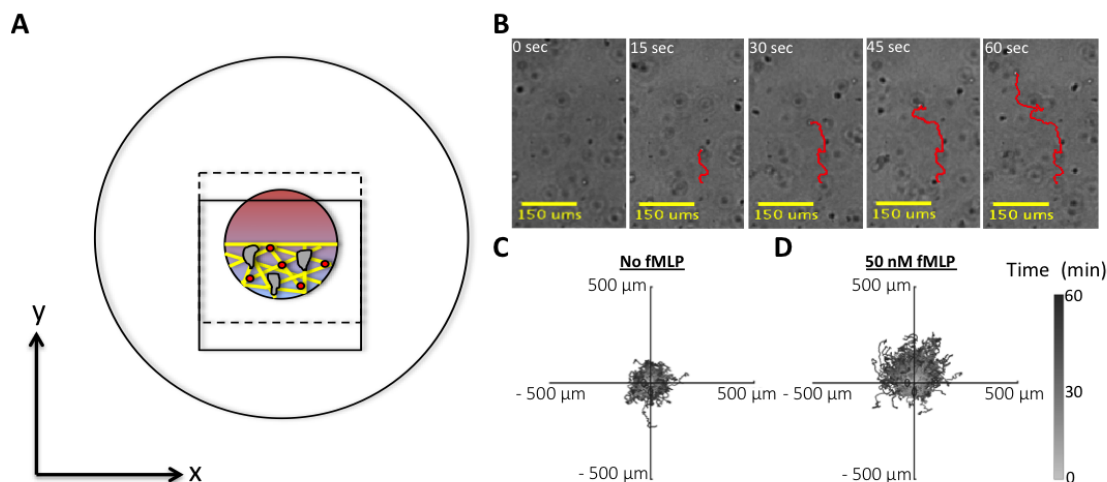 A
y
x
B
0 sec
15 sec
30 sec
45 sec
60 sec
150 ums
150 ums
150 ums
150 ums
150 ums
C
No fMLP
500 µm
- 500 µm
500 µm
- 500 µm
D
50 nM fMLP
500 µm
- 500 µm
500 µm
- 500 µm
Time (min)
60
30
0